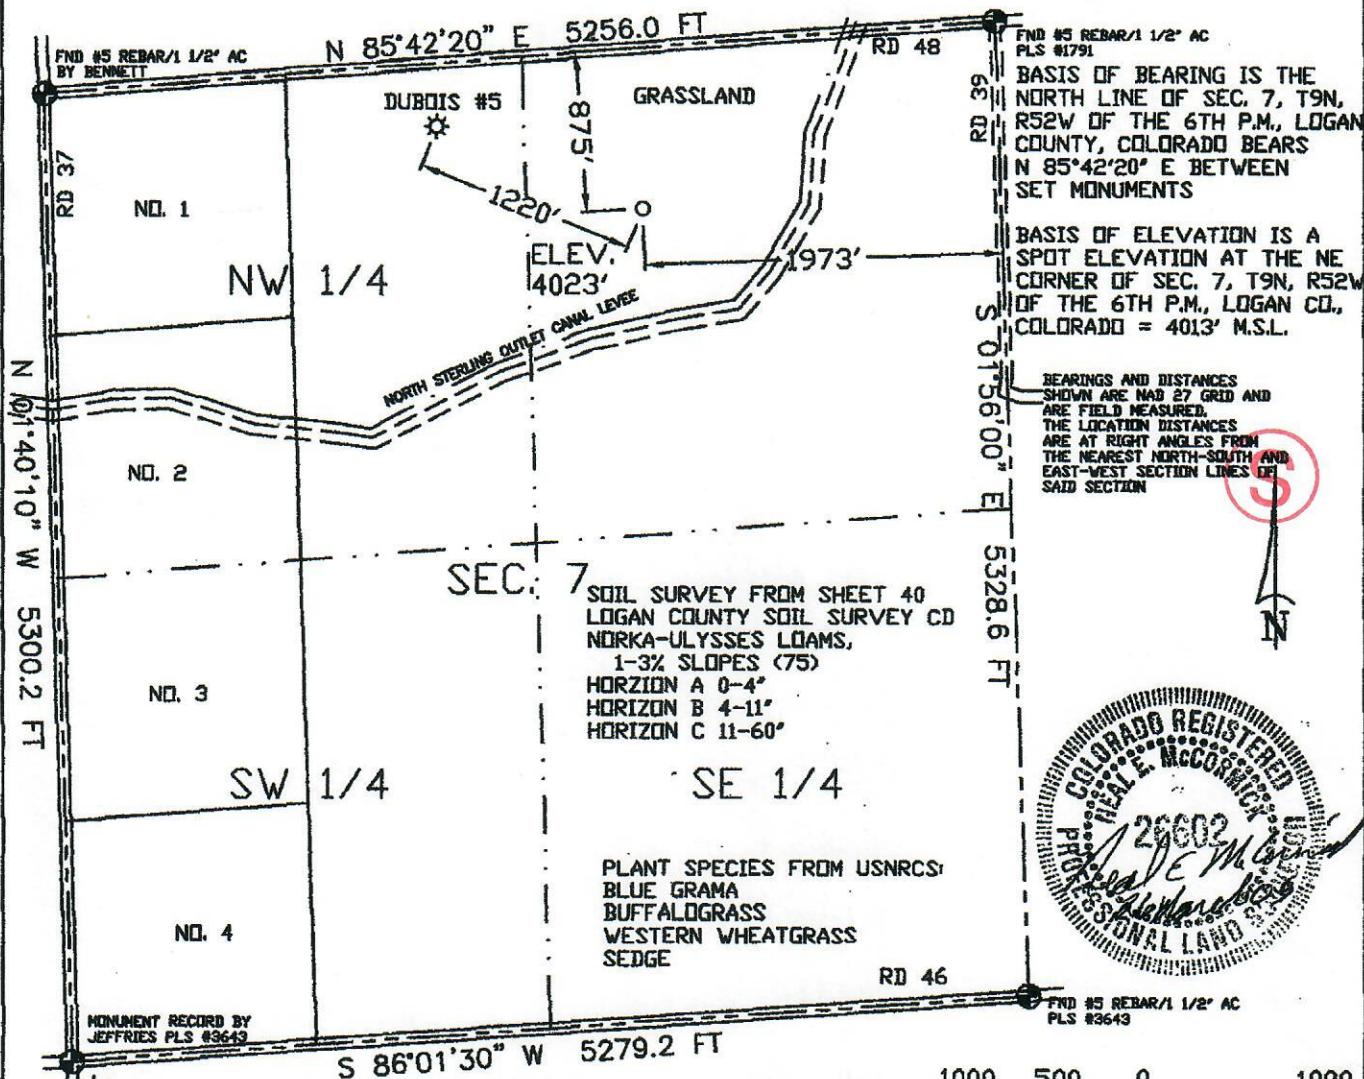 N 85°42'20" E 5256.0 FT
FND #5 REBAR/1 1/2" AC
BY BENNETT
RD 48
FND #5 REBAR/1 1/2" AC
PLS #1791
BASIS OF BEARING IS THE
NORTH LINE OF SEC. 7, T9N,
R52W OF THE 6TH P.M., LOGAN
COUNTY, COLORADO BEARS
N 85°42'20" E BETWEEN
SET MONUMENTS
BASIS OF ELEVATION IS A
SPOT ELEVATION AT THE NE
CORNER OF SEC. 7, T9N, R52W
OF THE 6TH P.M., LOGAN CO.,
COLORADO = 4013' M.S.L.
BEARINGS AND DISTANCES
SHOWN ARE NAD 27 GRID AND
ARE FIELD MEASURED.
THE LOCATION DISTANCES
ARE AT RIGHT ANGLES FROM
THE NEAREST NORTH-SOUTH AND
EAST-WEST SECTION LINES OF
SAID SECTION
S
N
RD 39
RD 37
DUBOIS #5
GRASSLAND
875'
1220'
ELEV.
4023'
1973'
NO. 1
NW 1/4
NORTH STERLING OUTLET CANAL LEVEE
N 01°40'10" W 5300.2 FT
S 01°56'00" E 5328.6 FT
NO. 2
SEC. 7
SOIL SURVEY FROM SHEET 40
LOGAN COUNTY SOIL SURVEY CD
NORKA-ULYSSES LOAMS,
1-3% SLOPES (75)
HORZION A 0-4"
HORIZON B 4-11"
HORIZON C 11-60"
NO. 3
SW 1/4
SE 1/4
PLANT SPECIES FROM USNRCS:
BLUE GRAMA
BUFFALOGRASS
WESTERN WHEATGRASS
SEDGE
NO. 4
RD 46
COLORADO REGISTERED
NEAL E. McCORMICK
26602
PROFESSIONAL LAND
Neal E McCormick
FND #5 REBAR/1 1/2" AC
PLS #3643
MONUMENT RECORD BY
JEFFRIES PLS #3643
S 86°01'30" W 5279.2 FT
1000 500 0 1000